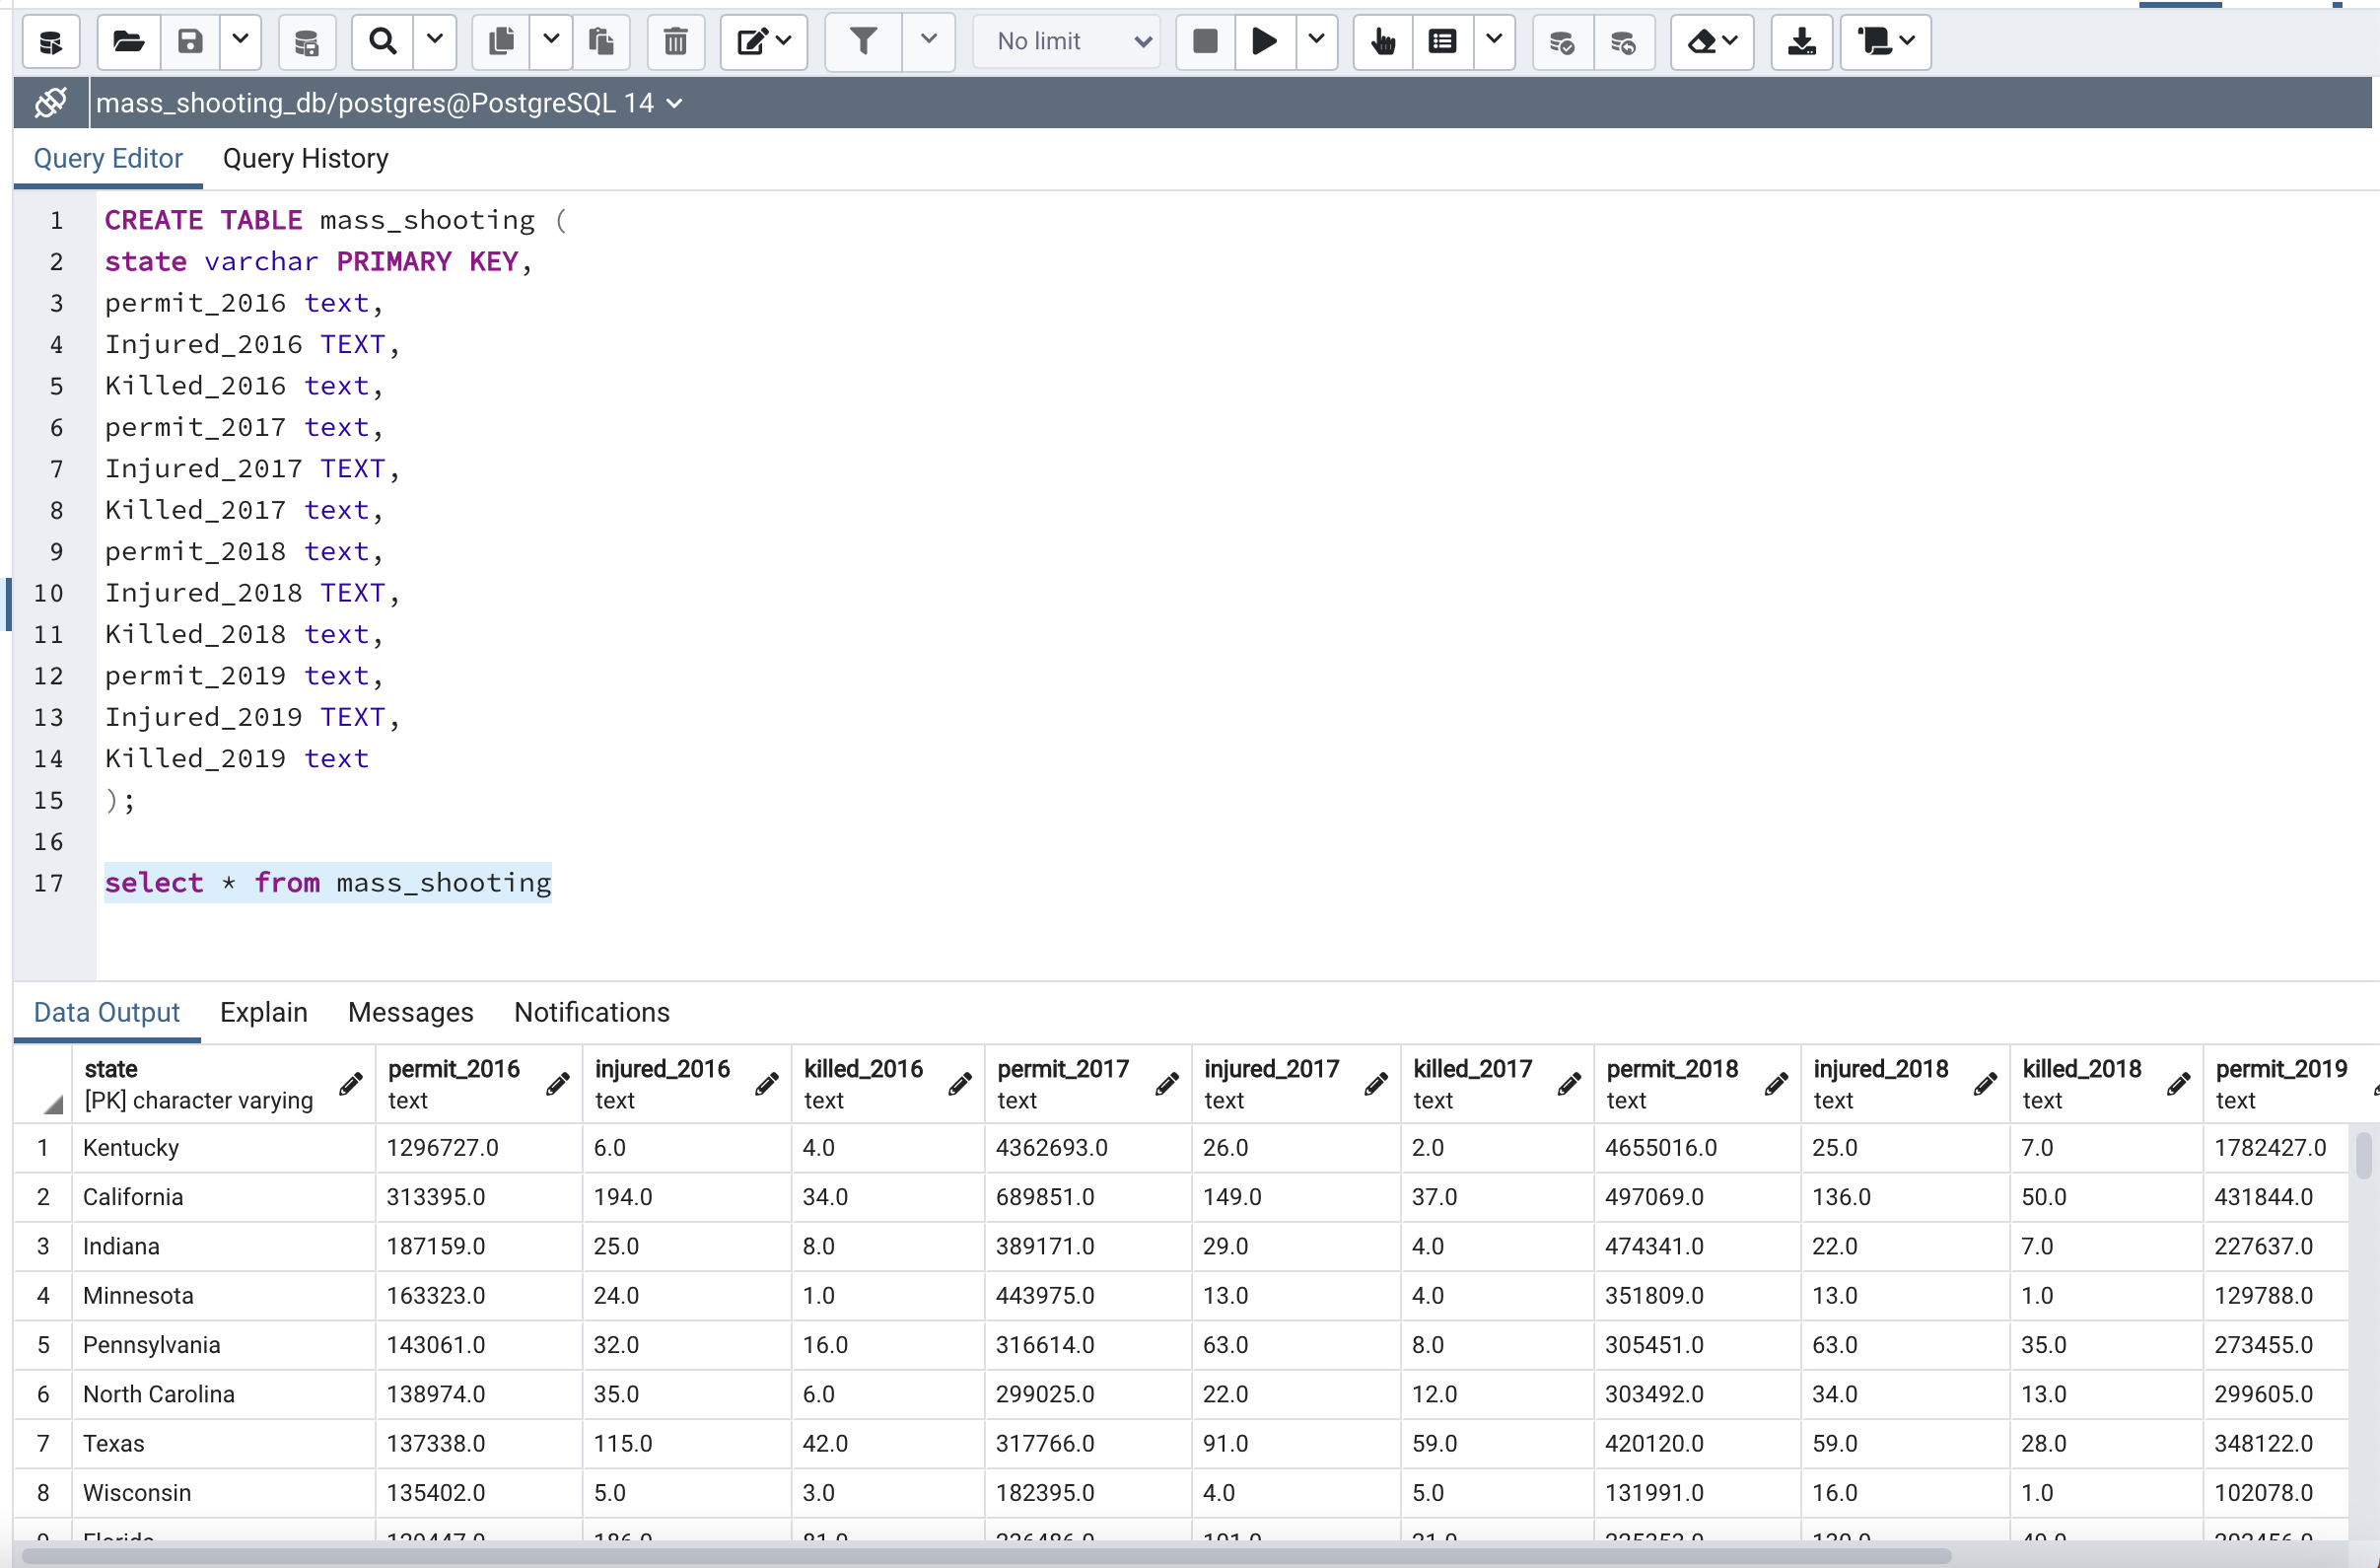 No limit
mass_shooting_db/postgres@PostgreSQL 14
Query Editor Query History
1 CREATE TABLE mass_shooting (
2 state varchar PRIMARY KEY,
3 permit_2016 text,
4 Injured_2016 TEXT,
5 Killed_2016 text,
6 permit_2017 text,
7 Injured_2017 TEXT,
8 Killed_2017 text,
9 permit_2018 text,
10 Injured_2018 TEXT,
11 Killed_2018 text,
12 permit_2019 text,
13 Injured_2019 TEXT,
14 Killed_2019 text
15 );
16
17 select * from mass_shooting
Data Output Explain Messages Notifications
state permit_2016 injured_2016 killed_2016 permit_2017 injured_2017 killed_2017 permit_2018 injured_2018 killed_2018 permit_2019
[PK] character varying text text text text text text text text text text
1 Kentucky 1296727.0 6.0 4.0 4362693.0 26.0 2.0 4655016.0 25.0 7.0 1782427.0
2 California 313395.0 194.0 34.0 689851.0 149.0 37.0 497069.0 136.0 50.0 431844.0
3 Indiana 187159.0 25.0 8.0 389171.0 29.0 4.0 474341.0 22.0 7.0 227637.0
4 Minnesota 163323.0 24.0 1.0 443975.0 13.0 4.0 351809.0 13.0 1.0 129788.0
5 Pennsylvania 143061.0 32.0 16.0 316614.0 63.0 8.0 305451.0 63.0 35.0 273455.0
6 North Carolina 138974.0 35.0 6.0 299025.0 22.0 12.0 303492.0 34.0 13.0 299605.0
7 Texas 137338.0 115.0 42.0 317766.0 91.0 59.0 420120.0 59.0 28.0 348122.0
8 Wisconsin 135402.0 5.0 3.0 182395.0 4.0 5.0 131991.0 16.0 1.0 102078.0
Florida